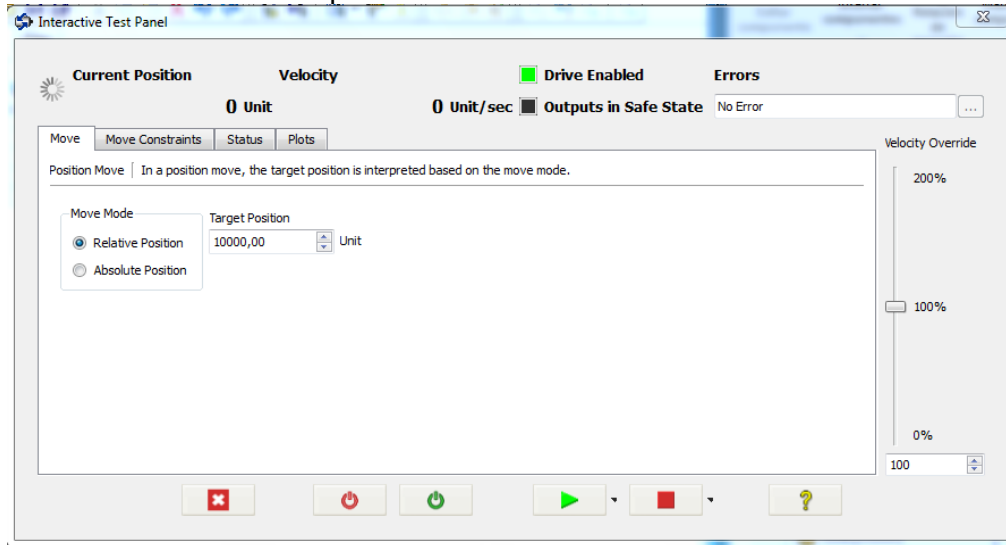 Interactive Test Panel
Current Position Velocity Drive Enabled Errors
0 Unit 0 Unit/sec Outputs in Safe State No Error ...
Move Move Constraints Status Plots Velocity Override
Position Move | In a position move, the target position is interpreted based on the move mode.
200%
Move Mode Target Position
Relative Position 10000,00 Unit
Absolute Position
100%
0%
100